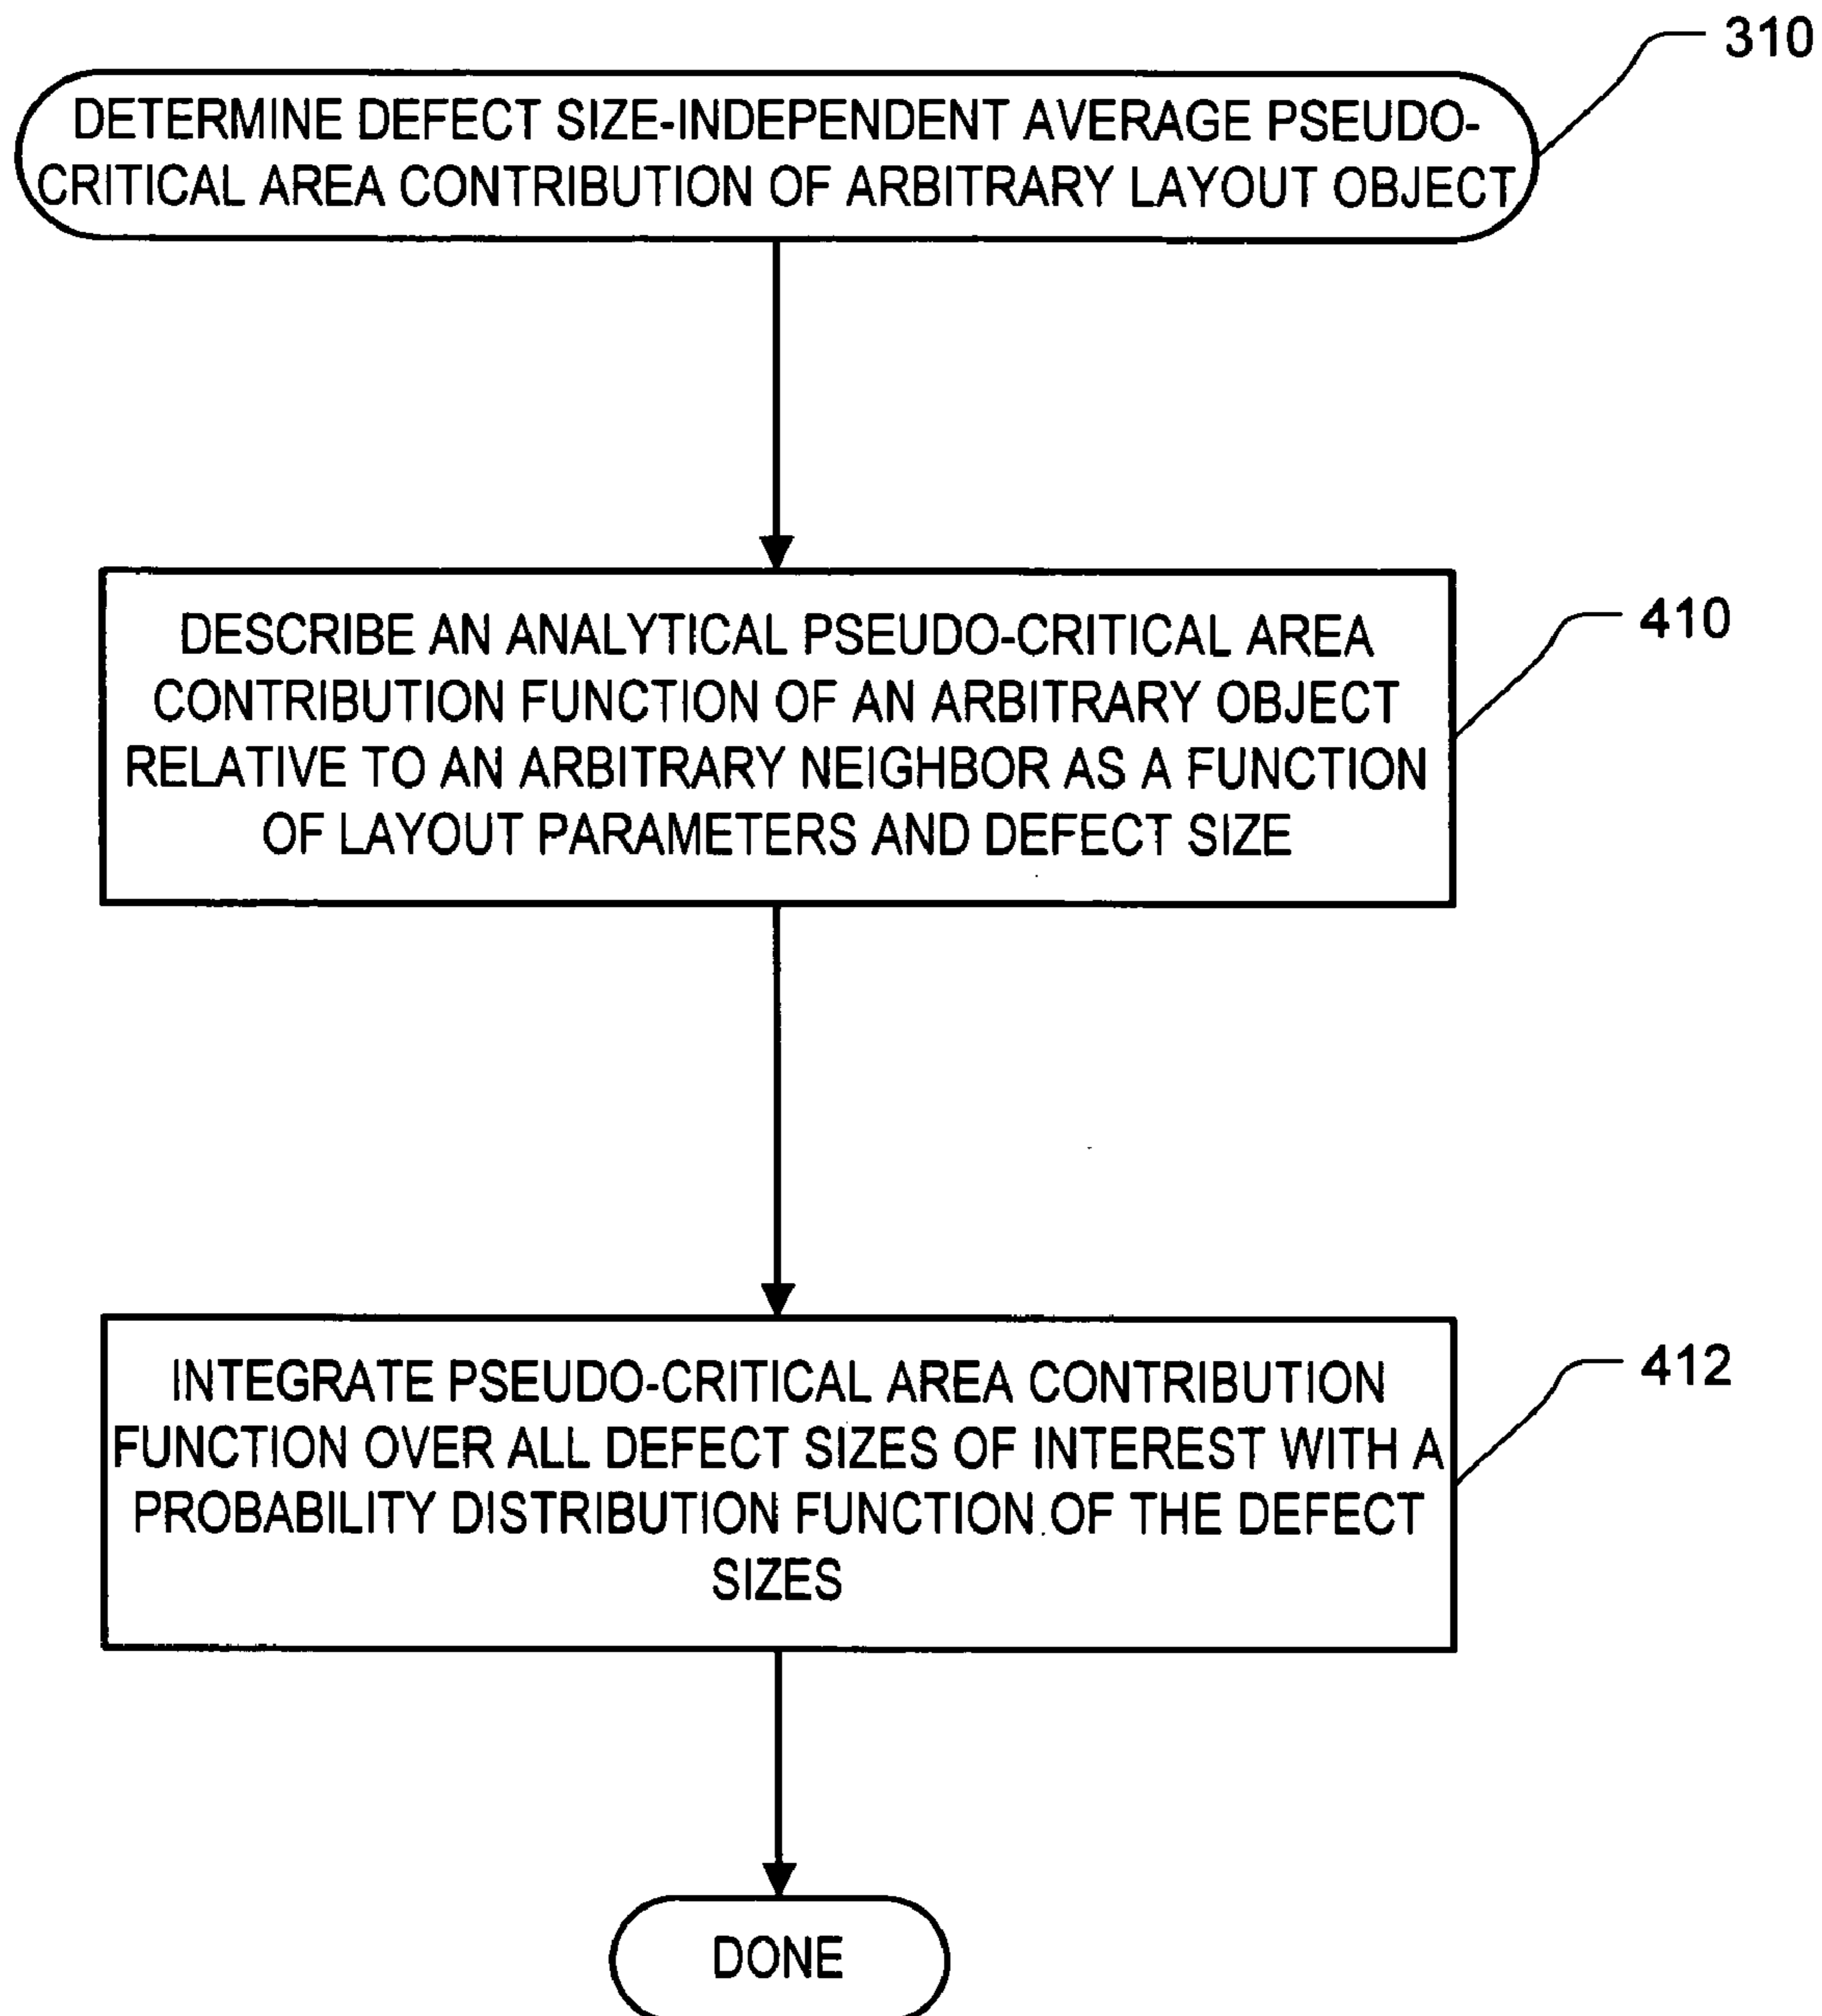 310
DETERMINE DEFECT SIZE-INDEPENDENT AVERAGE PSEUDO-
CRITICAL AREA CONTRIBUTION OF ARBITRARY LAYOUT OBJECT
DESCRIBE AN ANALYTICAL PSEUDO-CRITICAL AREA
CONTRIBUTION FUNCTION OF AN ARBITRARY OBJECT
RELATIVE TO AN ARBITRARY NEIGHBOR AS A FUNCTION
OF LAYOUT PARAMETERS AND DEFECT SIZE
410
INTEGRATE PSEUDO-CRITICAL AREA CONTRIBUTION
FUNCTION OVER ALL DEFECT SIZES OF INTEREST WITH A
PROBABILITY DISTRIBUTION FUNCTION OF THE DEFECT
SIZES
412
DONE